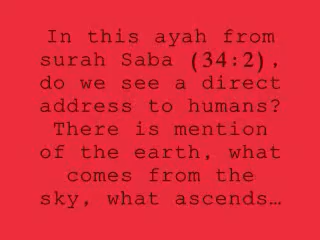 In this ayah from
surah Saba (34:2),
do we see a direct
address to humans?
There is mention
of the earth, what
comes from the
sky, what ascends…